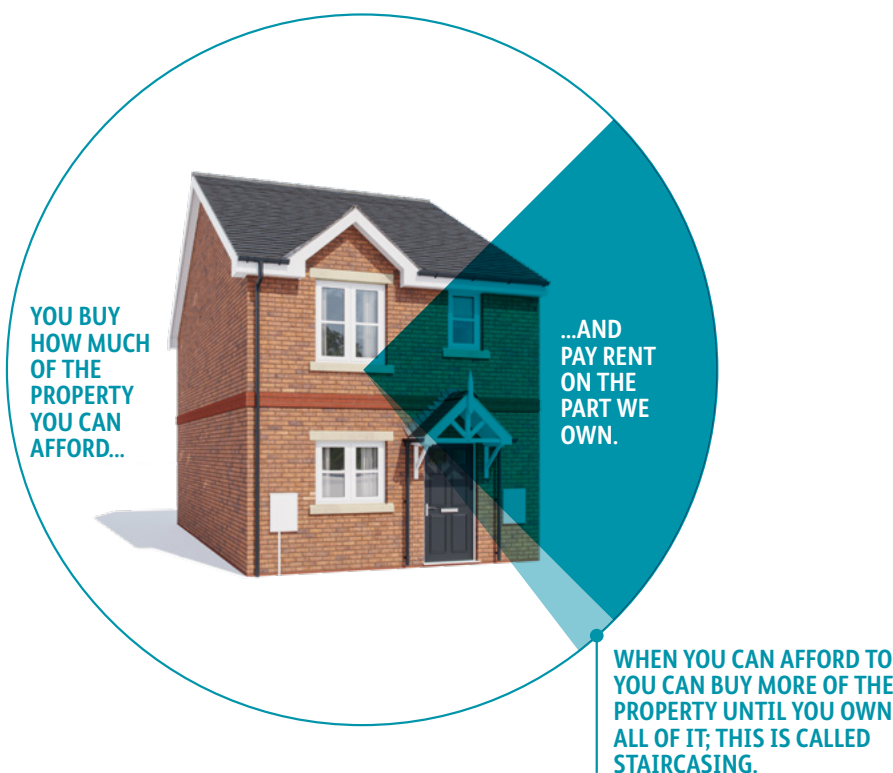 YOU BUY
HOW MUCH
OF THE
PROPERTY
YOU CAN
AFFORD...
...AND
PAY RENT
ON THE
PART WE
OWN.
WHEN YOU CAN AFFORD TO
YOU CAN BUY MORE OF THE
PROPERTY UNTIL YOU OWN
ALL OF IT; THIS IS CALLED
STAIRCASING.